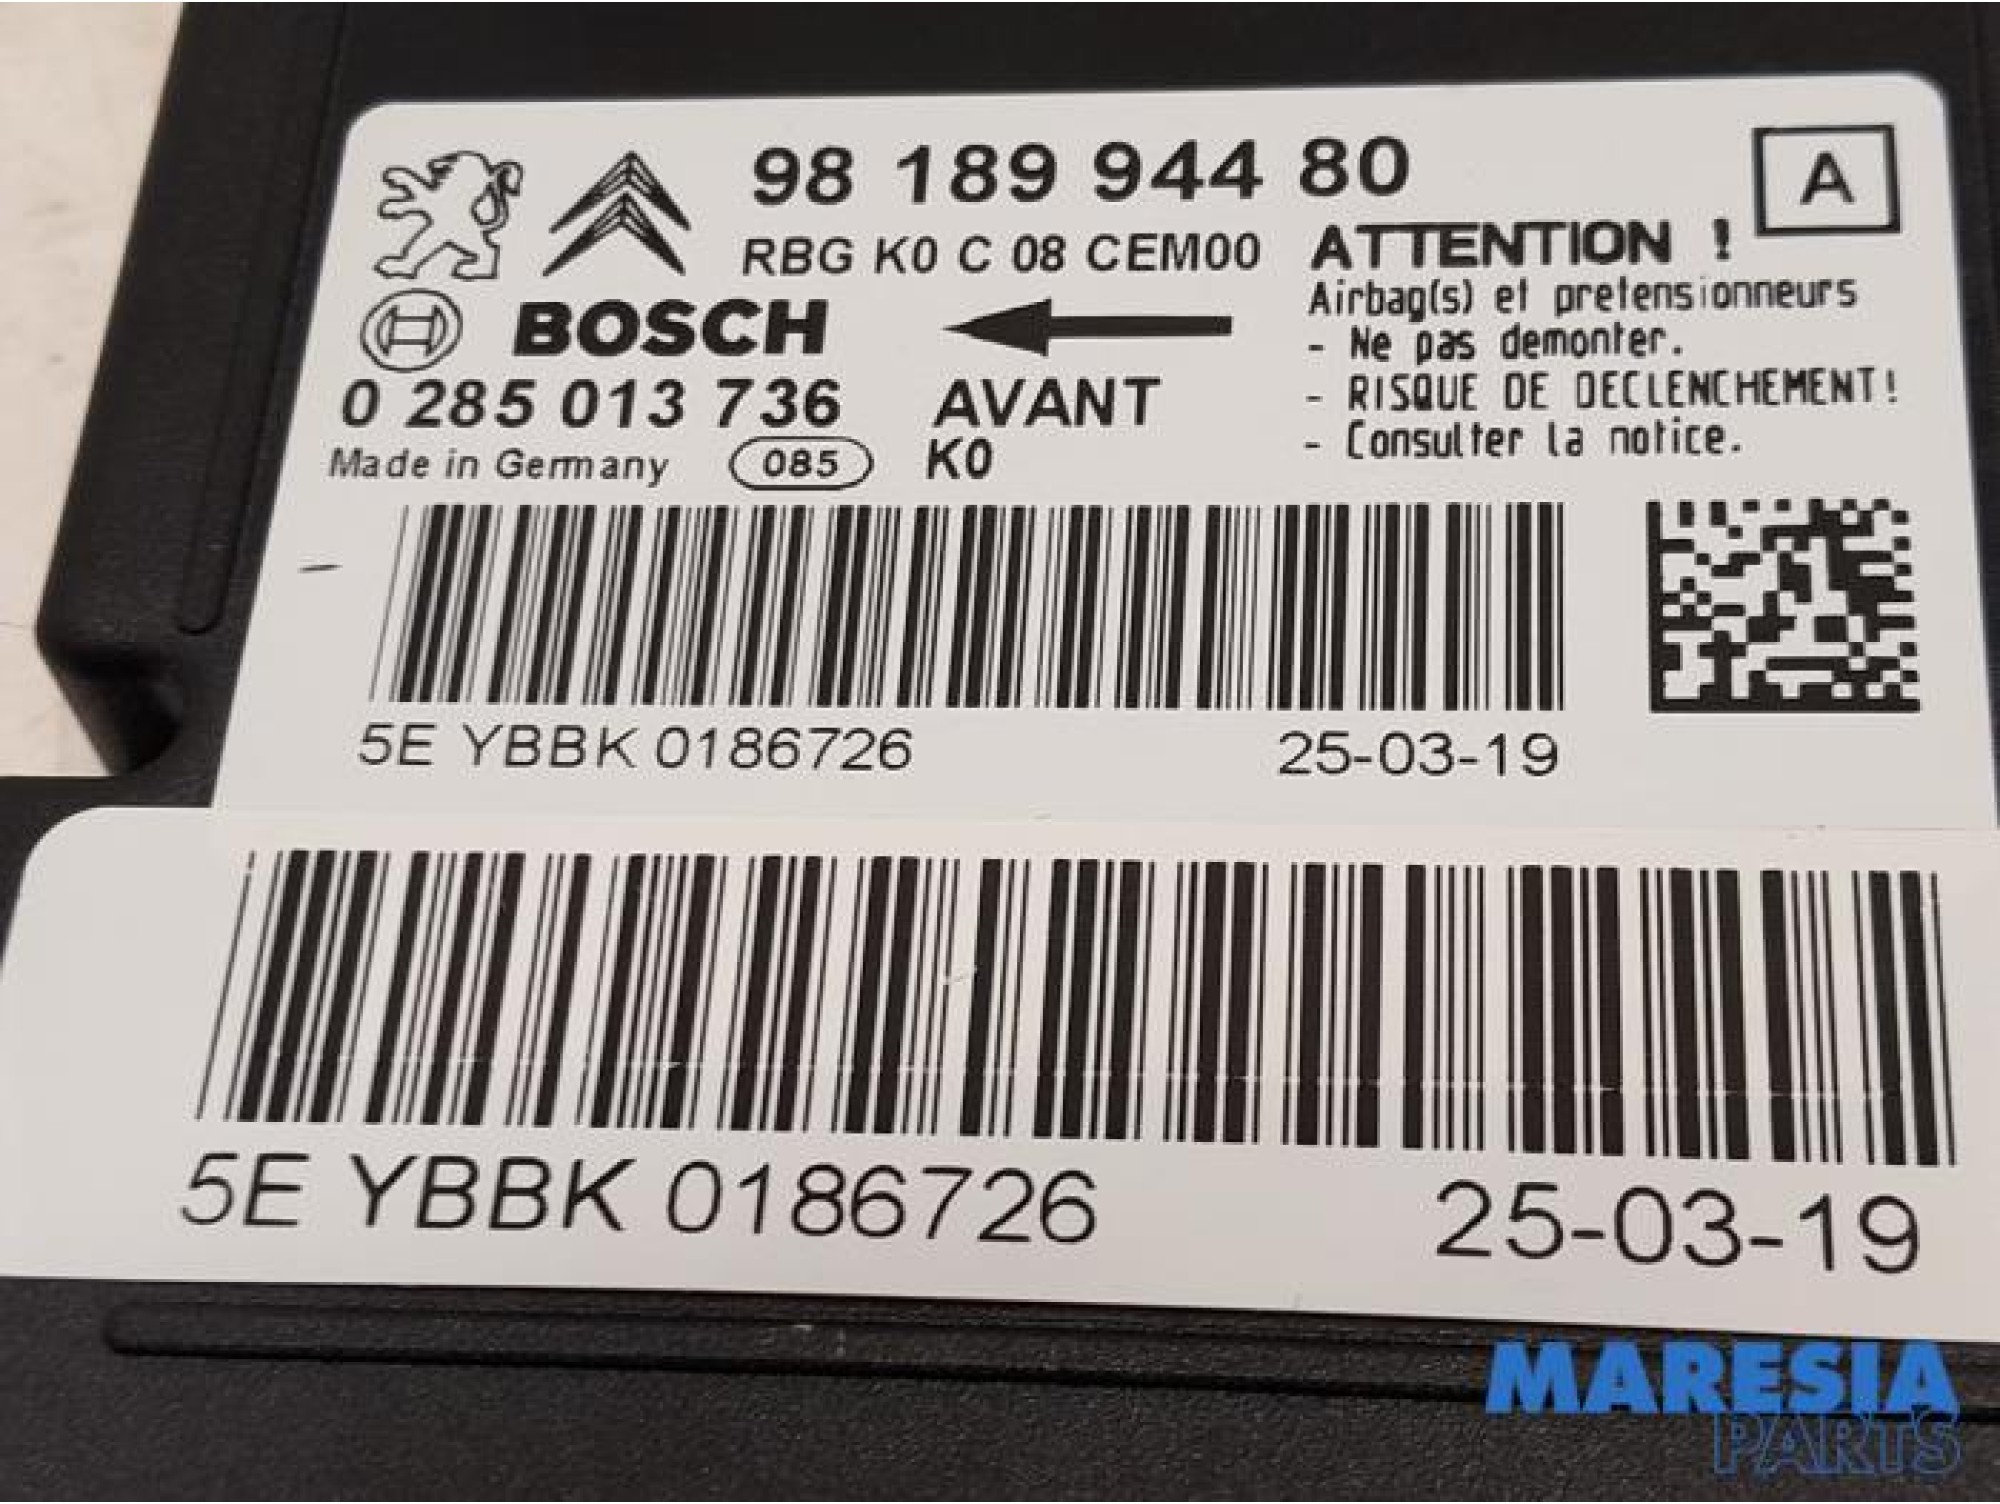 98 189 944 80
A
RBG K0 C 08 CEM00
ATTENTION !
Airbag(s) et pretensionneurs
- Ne pas demonter.
- RISQUE DE DECLENCHEMENT!
- Consulter la notice.
BOSCH
0 285 013 736
AVANT
Made in Germany
085
K0
5E YBBK 0186726
25-03-19
5E YBBK 0186726
25-03-19
MARESIA
PARTS